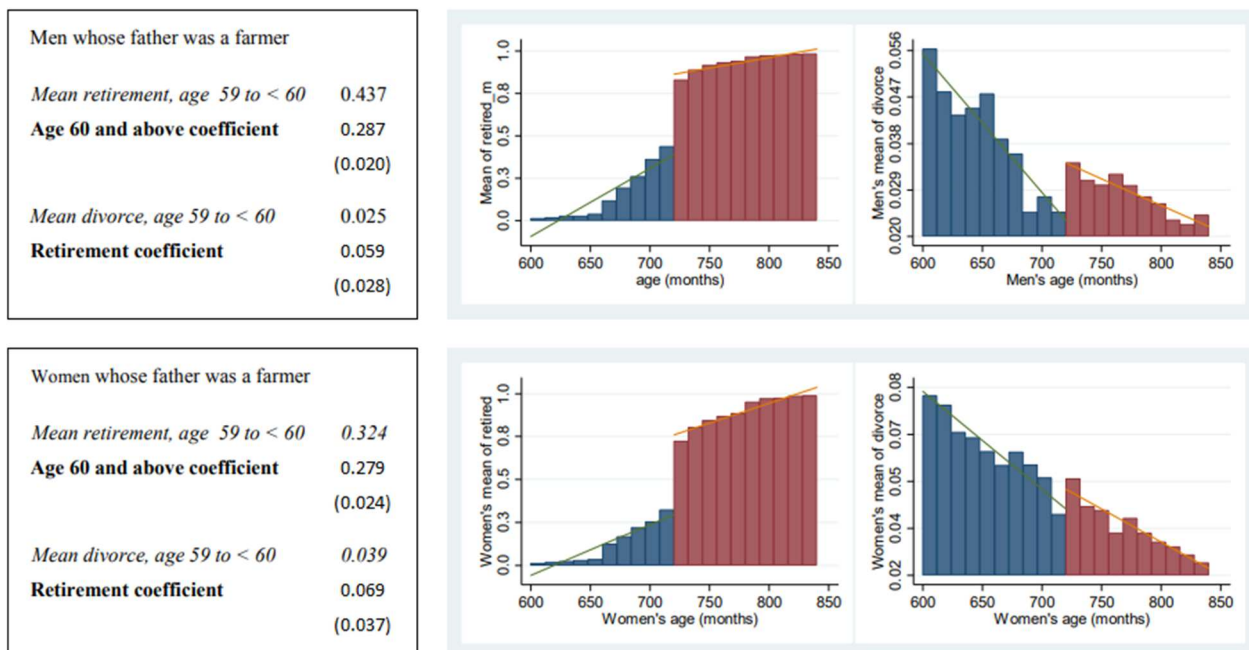 Men whose father was a farmer
Mean retirement, age 59 to < 60 0.437
Age 60 and above coefficient 0.287
(0.020)
Mean divorce, age 59 to < 60 0.025
Retirement coefficient 0.059
(0.028)
Mean of retired_m
1.0
0.8
0.5
0.3
0.0
600 650 700 750 800 850
age (months)
Men's mean of divorce
0.056
0.047
0.038
0.029
0.020
600 650 700 750 800 850
Men's age (months)
Women whose father was a farmer
Mean retirement, age 59 to < 60 0.324
Age 60 and above coefficient 0.279
(0.024)
Mean divorce, age 59 to < 60 0.039
Retirement coefficient 0.069
(0.037)
Women's mean of retired
1.0
0.8
0.5
0.3
0.0
600 650 700 750 800 850
Women's age (months)
Women's mean of divorce
0.08
0.07
0.05
0.04
0.02
600 650 700 750 800 850
Women's age (months)